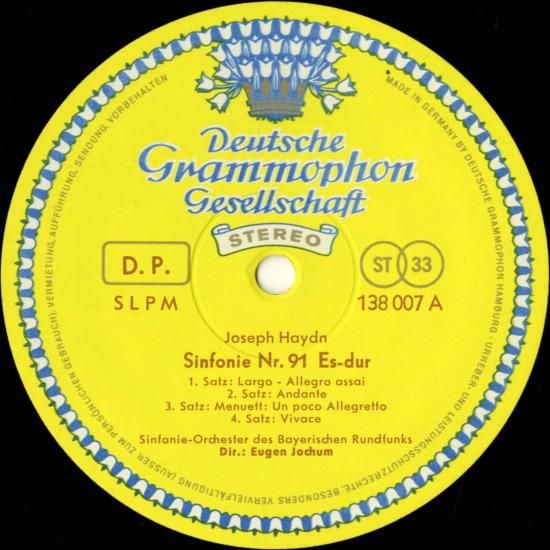 Deutsche
Grammophon
Gesellschaft
STEREO
D. P.
ST 33
SLPM
138 007 A
Joseph Haydn
Sinfonie Nr. 91 Es-dur
1. Satz: Largo - Allegro assai
2. Satz: Andante
3. Satz: Menuett: Un poco Allegretto
4. Satz: Vivace
Sinfonie-Orchester des Bayerischen Rundfunks
Dir.: Eugen Jochum
MADE IN GERMANY BY DEUTSCHE GRAMMOPHON HAMBURG · URHEBER- UND LEISTUNGSSCHUTZRECHTE, BESONDERS VERVIELFÄLTIGUNG (AUSSER ZUM PERSÖNLICHEN GEBRAUCH); VERMIETUNG, AUFFÜHRUNG, SENDUNG, VORBEHALTEN